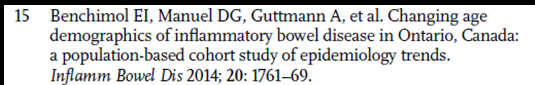 15 Benchimol EI, Manuel DG, Guttmann A, et al. Changing age
demographics of inflammatory bowel disease in Ontario, Canada:
a population-based cohort study of epidemiology trends.
Inflamm Bowel Dis 2014; 20: 1761–69.